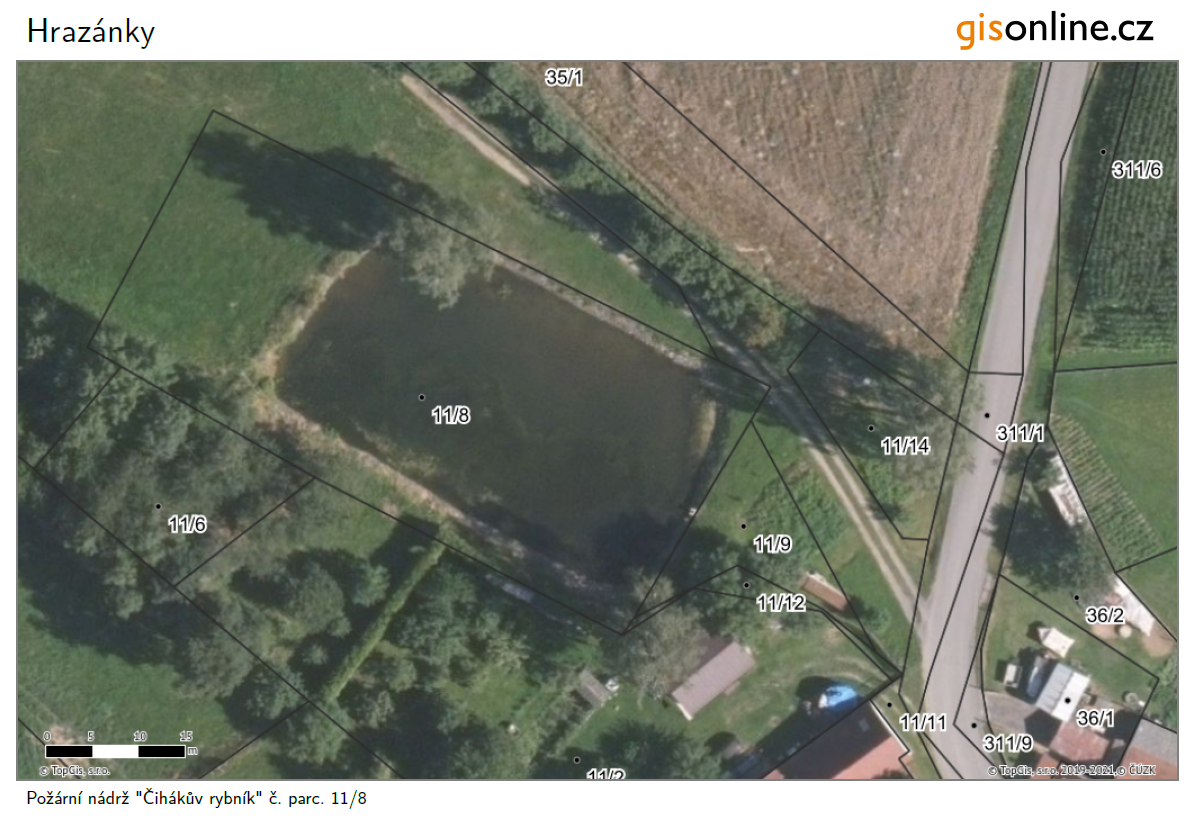 Hrazánky
gisonline.cz
35/1
311/6
11/8
311/1
11/14
11/6
11/9
11/12
36/2
36/1
11/11
311/9
11/2
0 5 10 15
m
© TopGis, s.r.o.
© TopGis, s.r.o. 2019-2021,© ČÚZK
Požární nádrž "Čihákův rybník" č. parc. 11/8